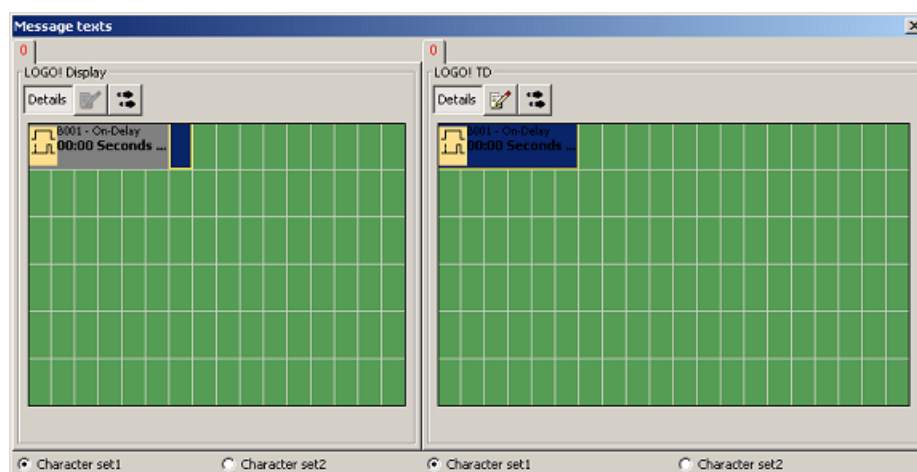 Message texts
0
0
LOGO! Display
LOGO! TD
Details
Details
B001 - On-Delay
00:00 Seconds ...
B001 - On-Delay
00:00 Seconds ...
Character set1
Character set2
Character set1
Character set2